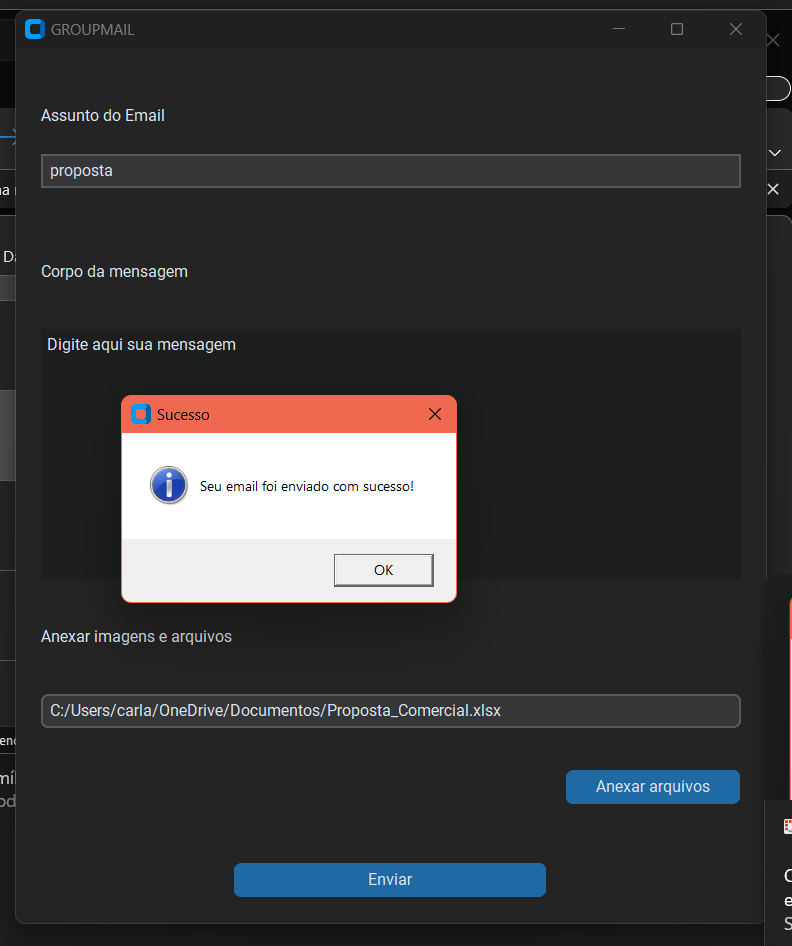 GROUPMAIL
Assunto do Email
proposta
Corpo da mensagem
Digite aqui sua mensagem
Sucesso
Seu email foi enviado com sucesso!
OK
Anexar imagens e arquivos
C:/Users/carla/OneDrive/Documentos/Proposta_Comercial.xlsx
Anexar arquivos
Enviar